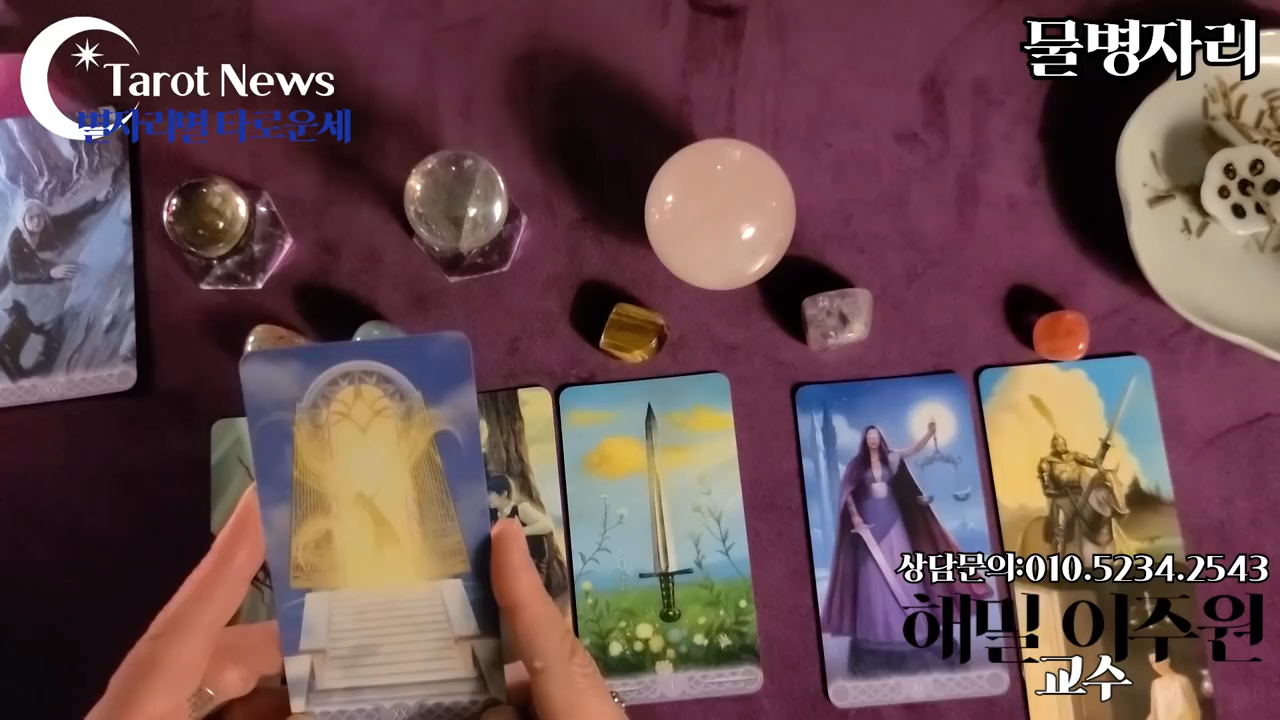 Tarot News
별자리별 타로운세
물병자리
상담문의:010.5234.2543
해밀 이주원
교수